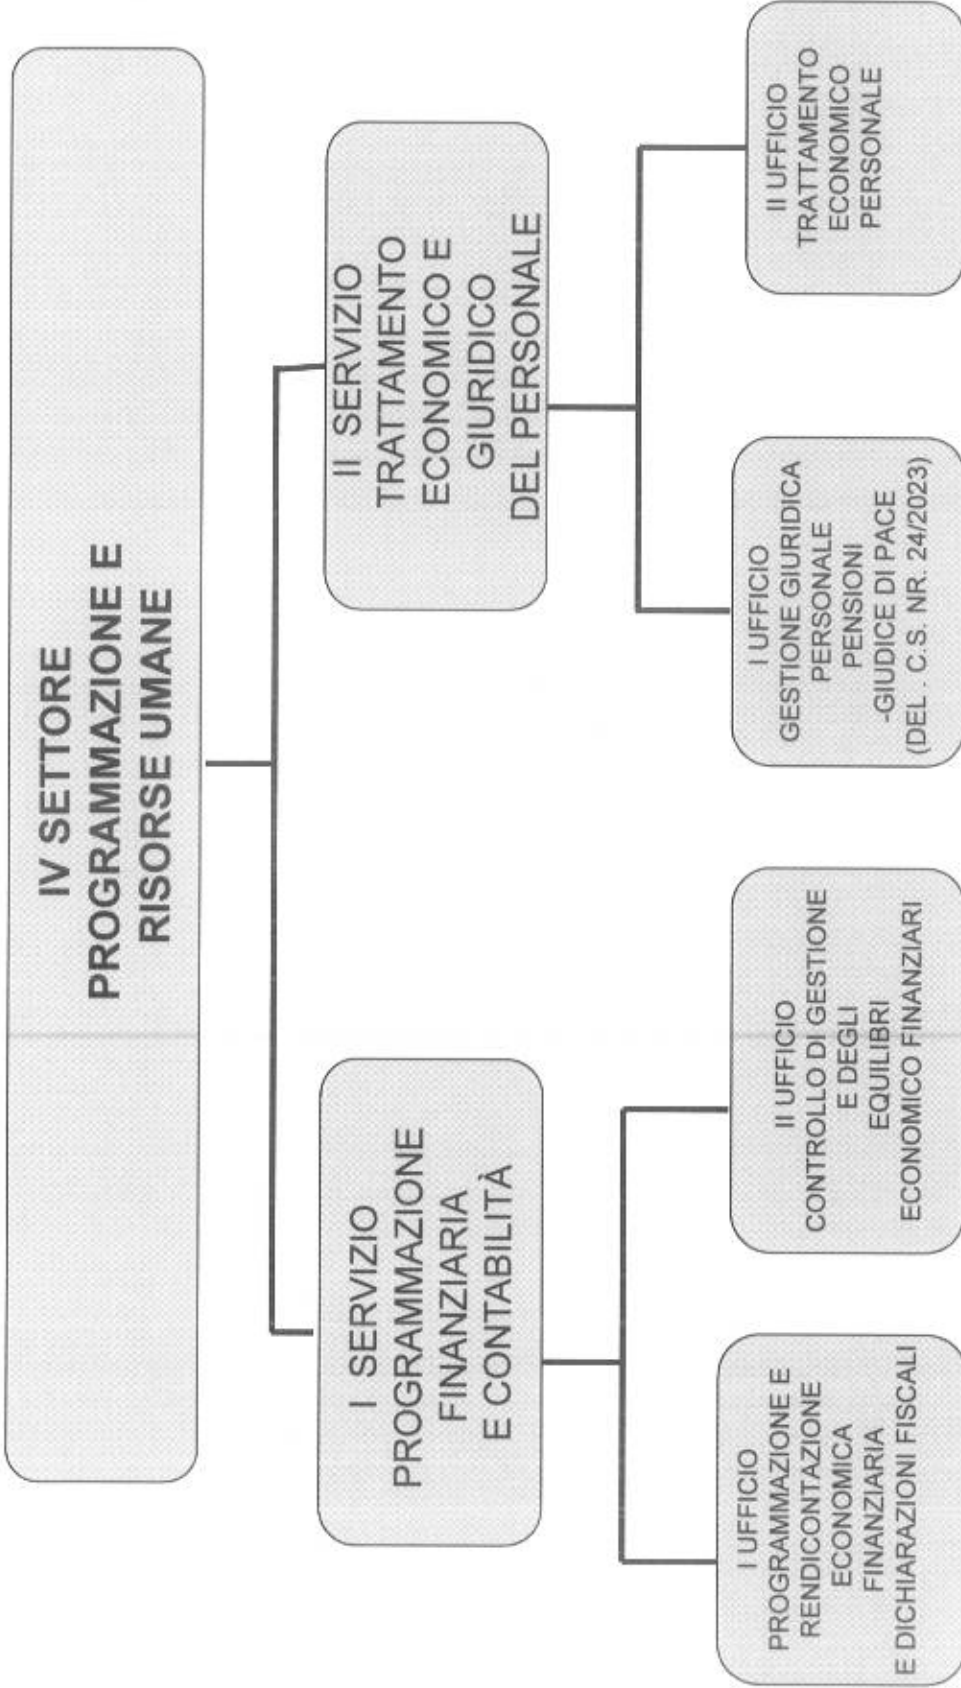 IV SETTORE
PROGRAMMAZIONE E
RISORSE UMANE
I SERVIZIO
PROGRAMMAZIONE
FINANZIARIA
E CONTABILITÀ
II SERVIZIO
TRATTAMENTO
ECONOMICO E
GIURIDICO
DEL PERSONALE
I UFFICIO
PROGRAMMAZIONE E
RENDICONTAZIONE
ECONOMICA
FINANZIARIA
E DICHIARAZIONI FISCALI
II UFFICIO
CONTROLLO DI GESTIONE
E DEGLI
EQUILIBRI
ECONOMICO FINANZIARI
I UFFICIO
GESTIONE GIURIDICA
PERSONALE
PENSIONI
-GIUDICE DI PACE
(DEL . C.S. NR. 24/2023)
II UFFICIO
TRATTAMENTO
ECONOMICO
PERSONALE